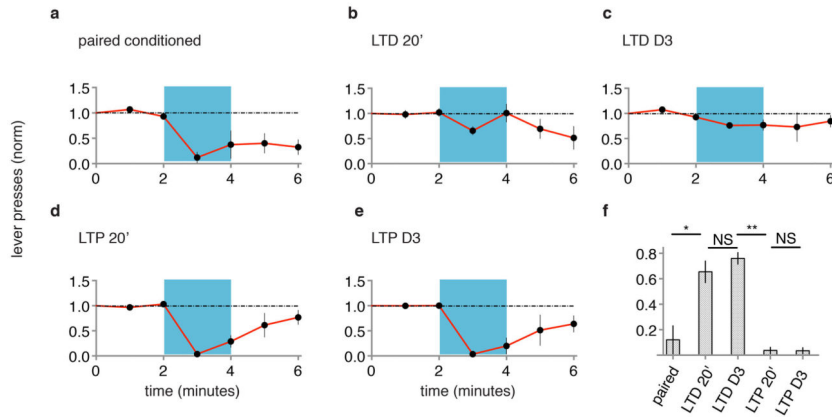 a
paired conditioned
b
LTD 20'
c
LTD D3
lever presses (norm)
1.5
1.0
0.5
0.0
0 2 4 6
1.5
1.0
0.5
0.0
0 2 4 6
1.5
1.0
0.5
0.0
0 2 4 6
d
LTP 20'
e
LTP D3
f
1.5
1.0
0.5
0.0
0 2 4 6
time (minutes)
1.5
1.0
0.5
0.0
0 2 4 6
time (minutes)
* NS ** NS
0.8
0.6
0.4
0.2
paired LTD 20' LTD D3 LTP 20' LTP D3